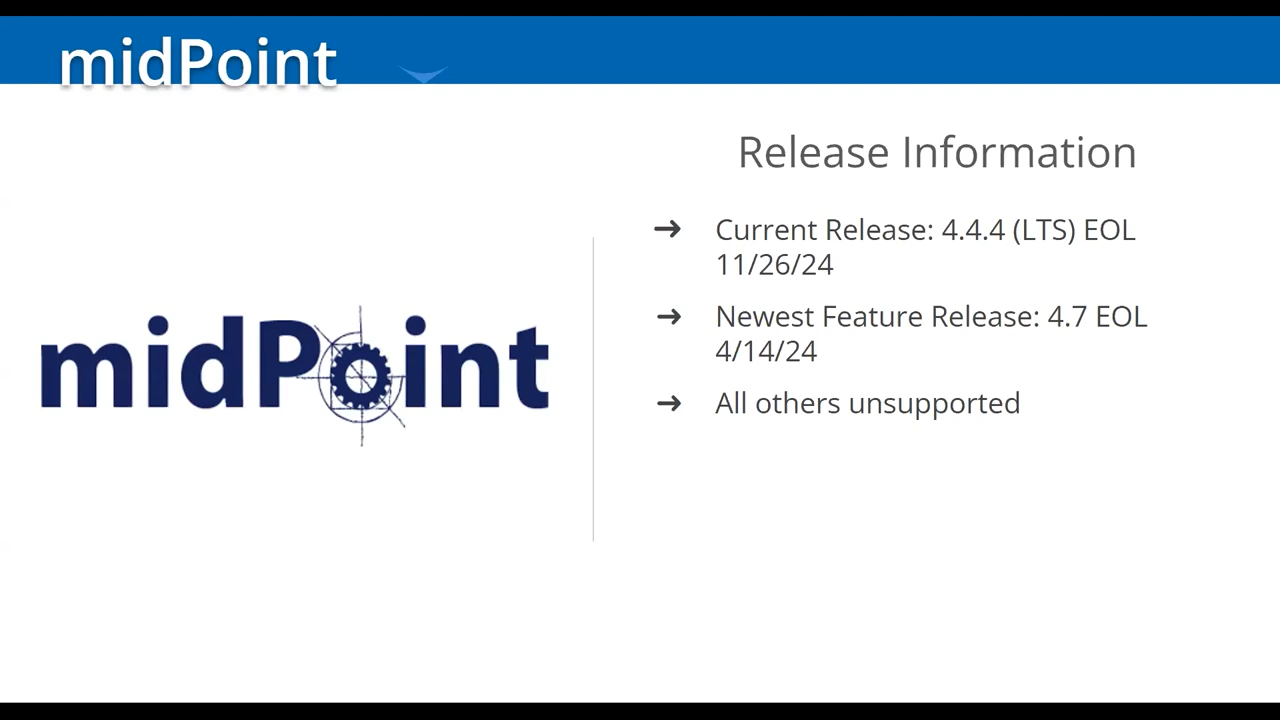 midPoint
Release Information
➔ Current Release: 4.4.4 (LTS) EOL
11/26/24
➔ Newest Feature Release: 4.7 EOL
4/14/24
➔ All others unsupported
midPoint